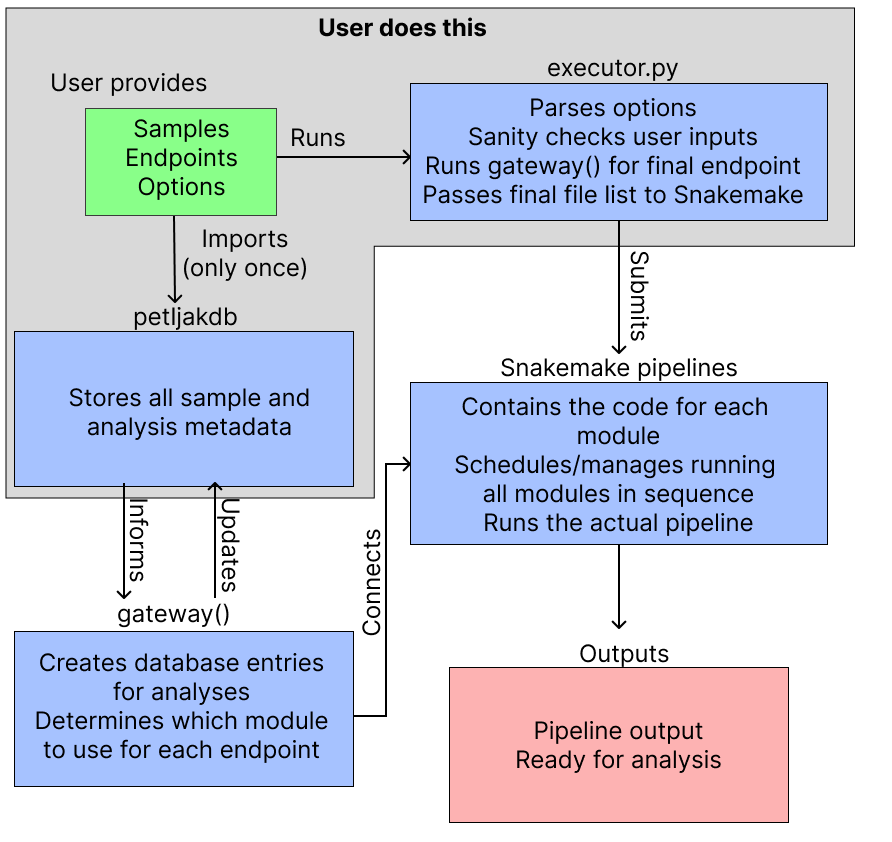 User does this
User provides
Samples
Endpoints
Options
Runs
executor.py
Parses options
Sanity checks user inputs
Runs gateway() for final endpoint
Passes final file list to Snakemake
Imports
(only once)
petljakdb
Stores all sample and
analysis metadata
Submits
Snakemake pipelines
Contains the code for each
module
Schedules/manages running
all modules in sequence
Runs the actual pipeline
Informs
Updates
gateway()
Creates database entries
for analyses
Determines which module
to use for each endpoint
Connects
Outputs
Pipeline output
Ready for analysis